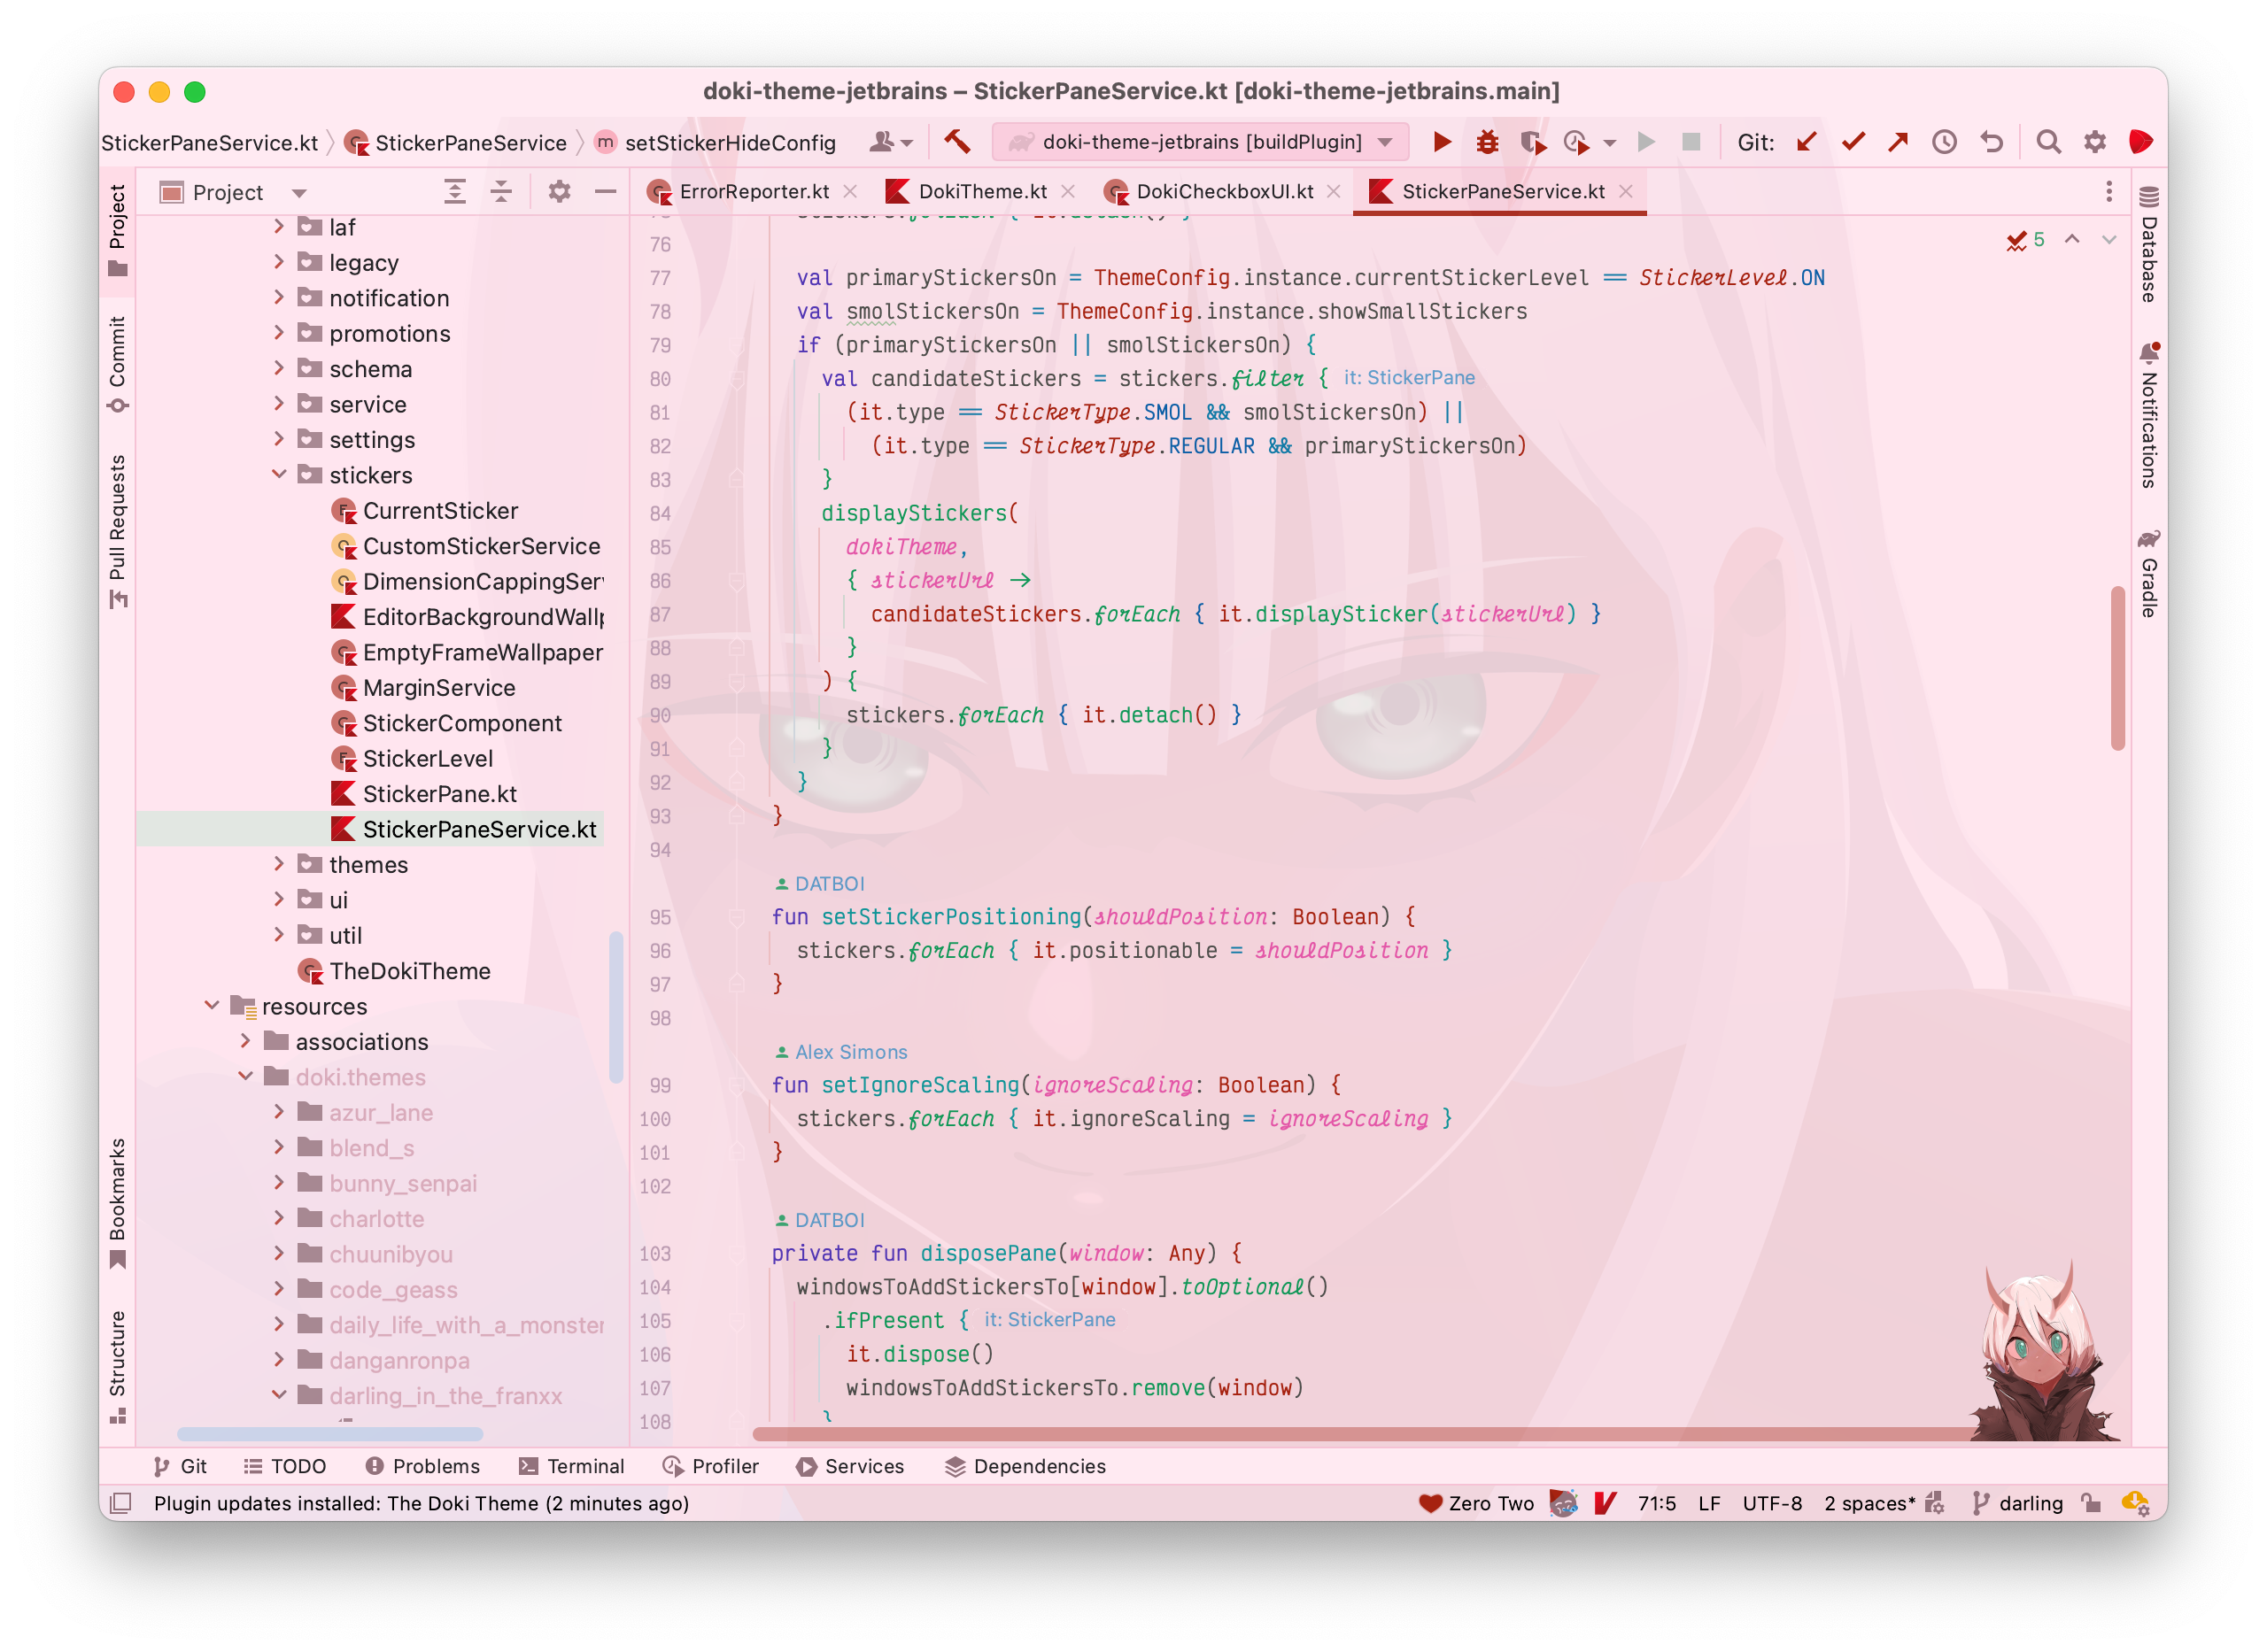 doki-theme-jetbrains – StickerPaneService.kt [doki-theme-jetbrains.main]
StickerPaneService.kt
StickerPaneService
m setStickerHideConfig
doki-theme-jetbrains [buildPlugin]
Git:
Project
Commit
Pull Requests
Bookmarks
Structure
Project
laf
legacy
notification
promotions
schema
service
settings
stickers
CurrentSticker
CustomStickerService
DimensionCappingSer
EditorBackgroundWall
EmptyFrameWallpaper
MarginService
StickerComponent
StickerLevel
StickerPane.kt
StickerPaneService.kt
themes
ui
util
TheDokiTheme
resources
associations
doki.themes
azur_lane
blend_s
bunny_senpai
charlotte
chuunibyou
code_geass
daily_life_with_a_monster
danganronpa
darling_in_the_franxx
ErrorReporter.kt
DokiTheme.kt
DokiCheckboxUI.kt
StickerPaneService.kt
5
76
77 val primaryStickersOn = ThemeConfig.instance.currentStickerLevel == StickerLevel.ON
78 val smolStickersOn = ThemeConfig.instance.showSmallStickers
79 if (primaryStickersOn || smolStickersOn) {
80 val candidateStickers = stickers.filter { it: StickerPane
81 (it.type == StickerType.SMOL && smolStickersOn) ||
82 (it.type == StickerType.REGULAR && primaryStickersOn)
83 }
84 displayStickers(
85 dokiTheme,
86 { stickerUrl →
87 candidateStickers.forEach { it.displaySticker(stickerUrl) }
88 }
89 ) {
90 stickers.forEach { it.detach() }
91 }
92 }
93 }
94
DATBOI
95 fun setStickerPositioning(shouldPosition: Boolean) {
96 stickers.forEach { it.positionable = shouldPosition }
97 }
98
Alex Simons
99 fun setIgnoreScaling(ignoreScaling: Boolean) {
100 stickers.forEach { it.ignoreScaling = ignoreScaling }
101 }
102
DATBOI
103 private fun disposePane(window: Any) {
104 windowsToAddStickersTo[window].toOptional()
105 .ifPresent { it: StickerPane
106 it.dispose()
107 windowsToAddStickersTo.remove(window)
108 }
Database
Notifications
Gradle
Git
TODO
Problems
Terminal
Profiler
Services
Dependencies
Plugin updates installed: The Doki Theme (2 minutes ago)
Zero Two
71:5
LF
UTF-8
2 spaces*
darling